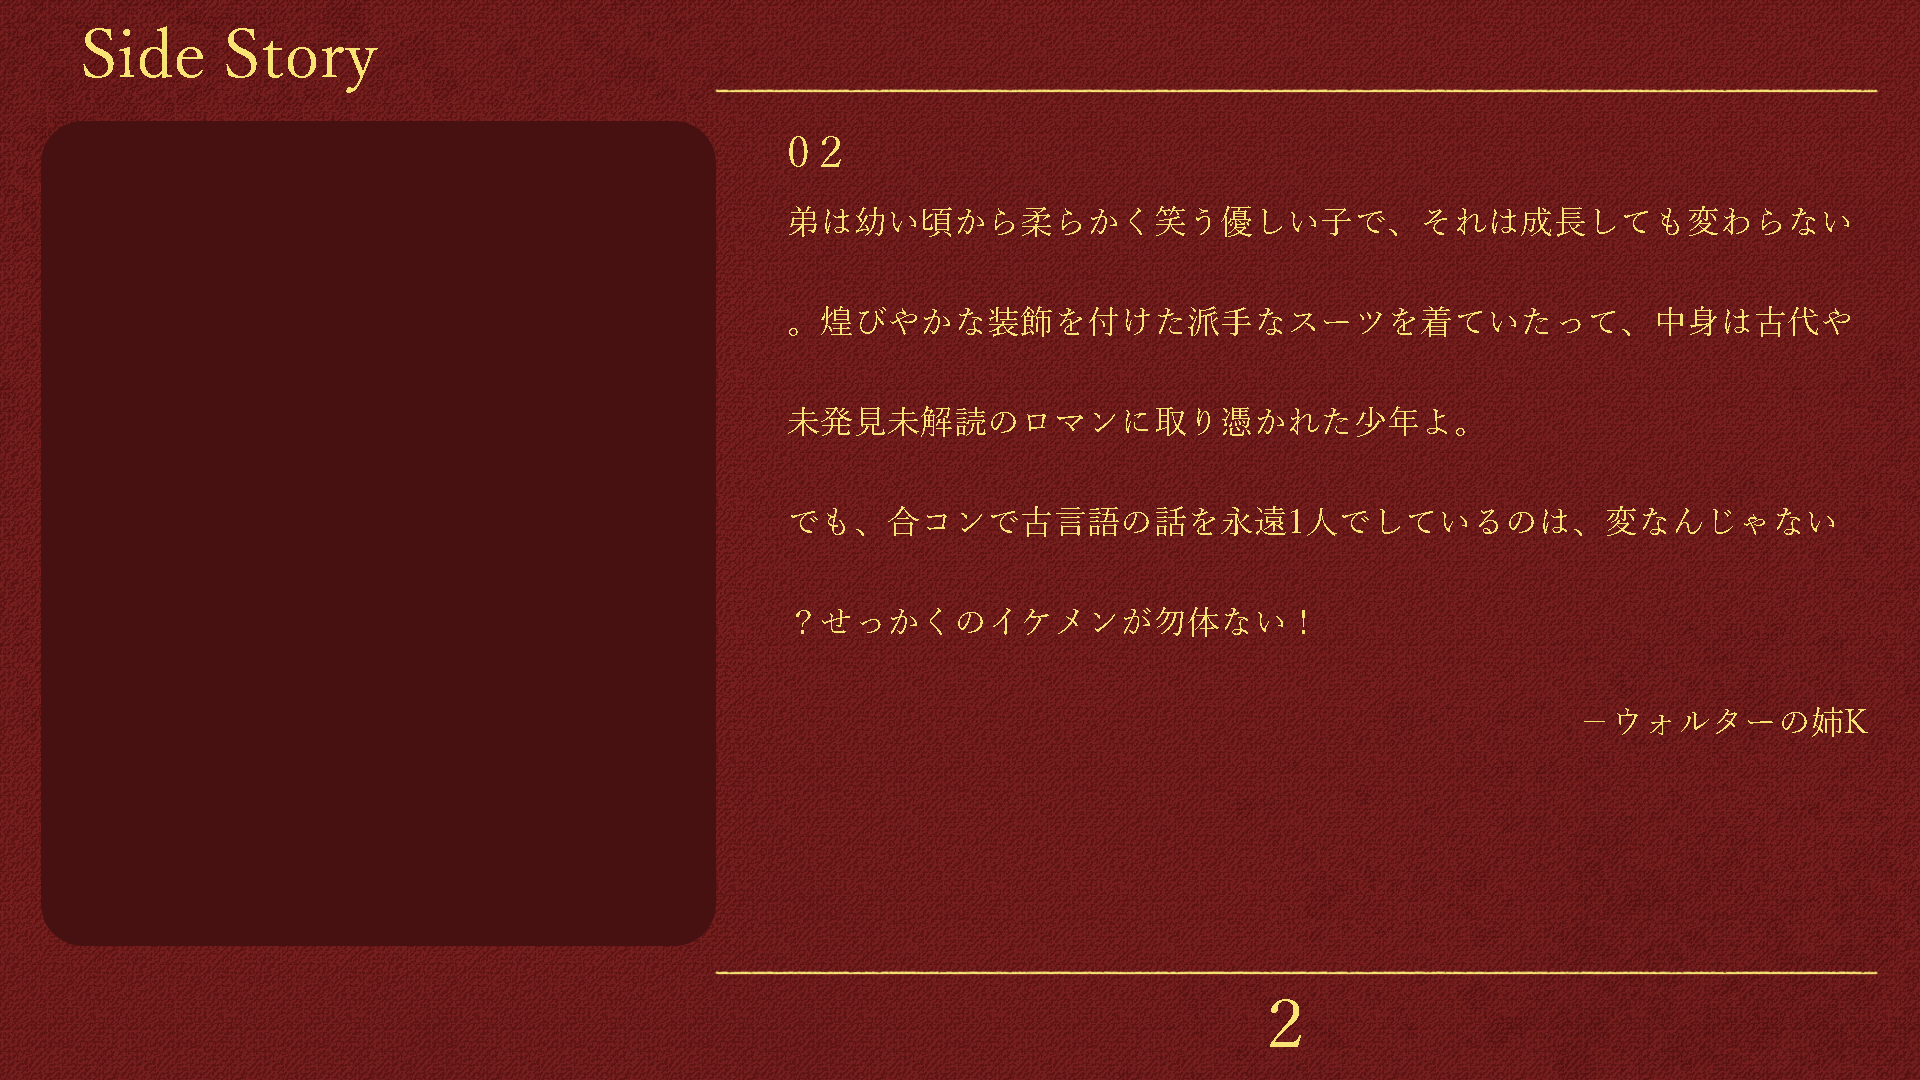 Side Story
02
弟は幼い頃から柔らかく笑う優しい子で、それは成長しても変わらない
。煌びやかな装飾を付けた派手なスーツを着ていたって、中身は古代や
未発見未解読のロマンに取り憑かれた少年よ。
でも、合コンで古言語の話を永遠1人でしているのは、変なんじゃない
？せっかくのイケメンが勿体ない！
－ウォルターの姉K
2